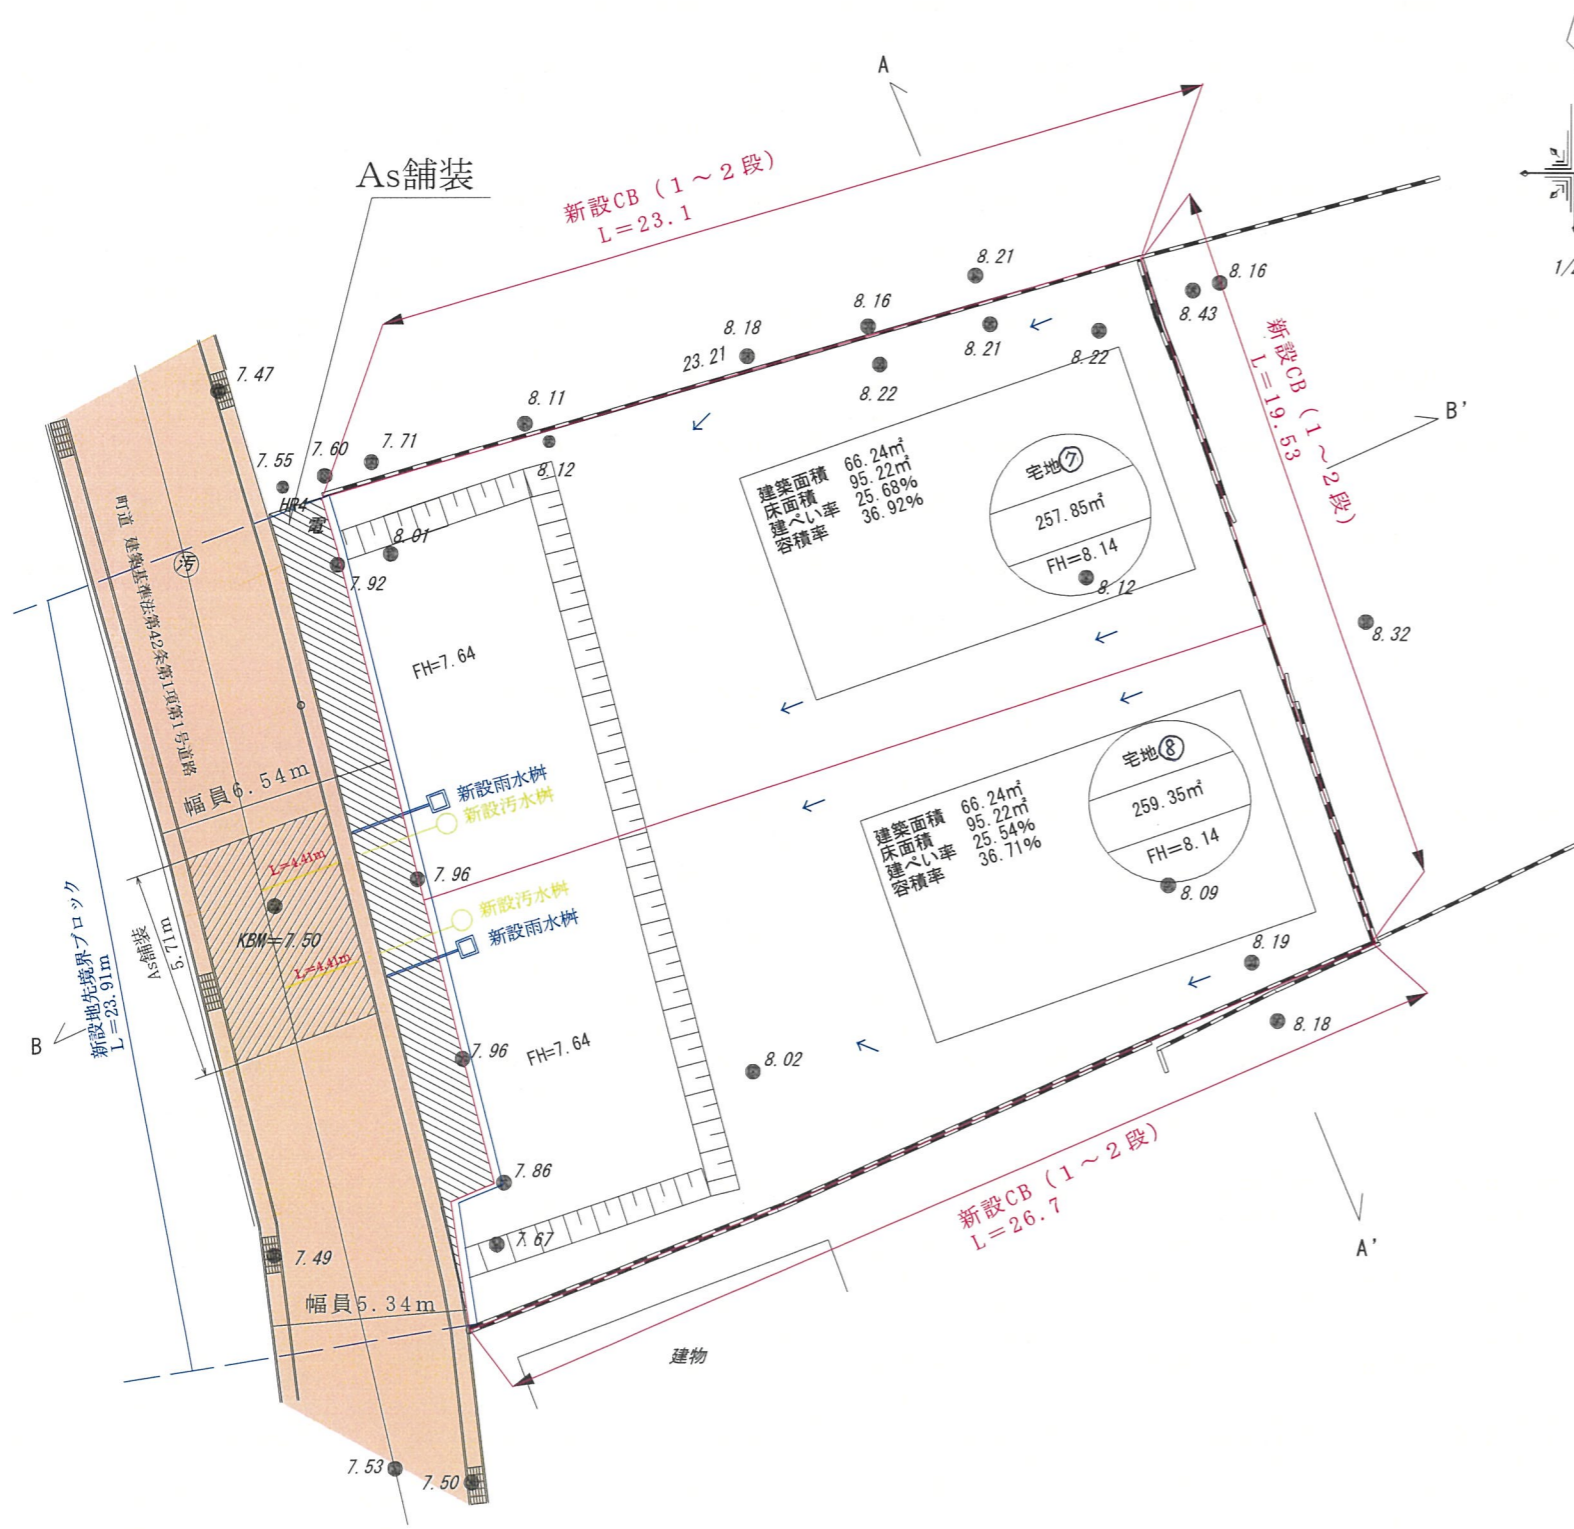 A
As舗装
新設CB（1～2段）
L=23.1
8.21
8.16
8.43
8.16
8.18
23.21
8.21
8.22
8.22
新設CB（1～2段）
L=19.53
B'
7.47
8.11
7.55
7.60
7.71
8.12
HR4
電
8.01
7.92
汚
町道 建築基準法第42条第1項第1号道路
建築面積 66.24㎡
床面積 95.22㎡
建ぺい率 25.68%
容積率 36.92%
宅地⑦
257.85㎡
FH=8.14
8.12
8.32
FH=7.64
幅員6.54m
新設雨水桝
新設汚水桝
L=4.41m
7.96
KBM=7.50
新設汚水桝
新設雨水桝
L=4.41m
As舗装
5.71m
新設地先境界ブロック
L=23.91m
B
建築面積 66.24㎡
床面積 95.22㎡
建ぺい率 25.54%
容積率 36.71%
宅地⑧
259.35㎡
FH=8.14
8.09
8.19
8.18
7.96
FH=7.64
8.02
7.86
7.67
新設CB（1～2段）
L=26.7
A'
7.49
幅員5.34m
建物
7.53
7.50